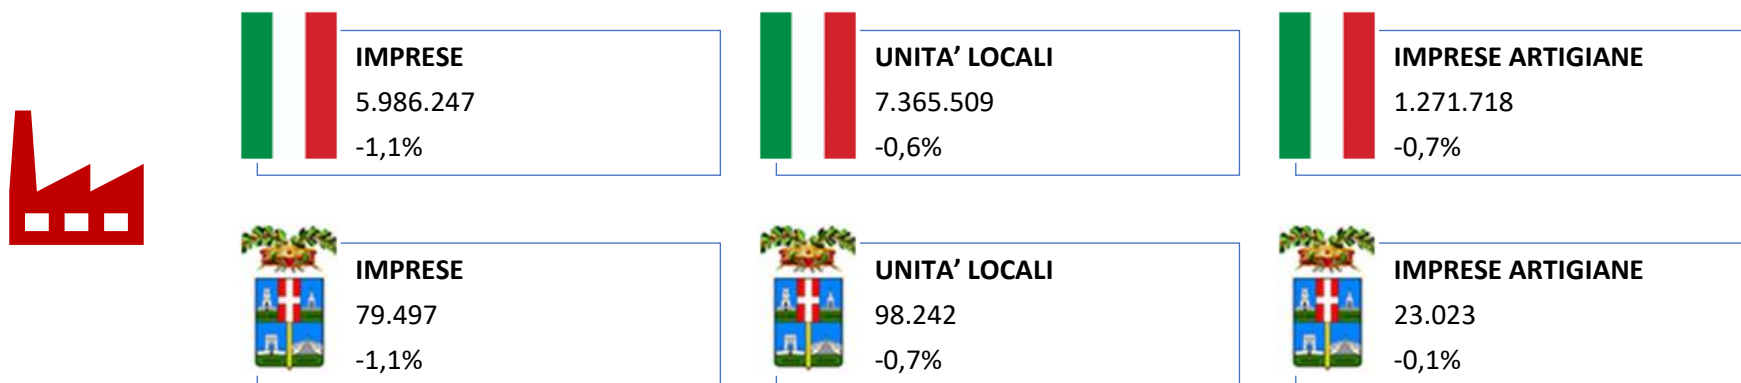 IMPRESE
5.986.247
-1,1%
UNITA’ LOCALI
7.365.509
-0,6%
IMPRESE ARTIGIANE
1.271.718
-0,7%
IMPRESE
79.497
-1,1%
UNITA’ LOCALI
98.242
-0,7%
IMPRESE ARTIGIANE
23.023
-0,1%